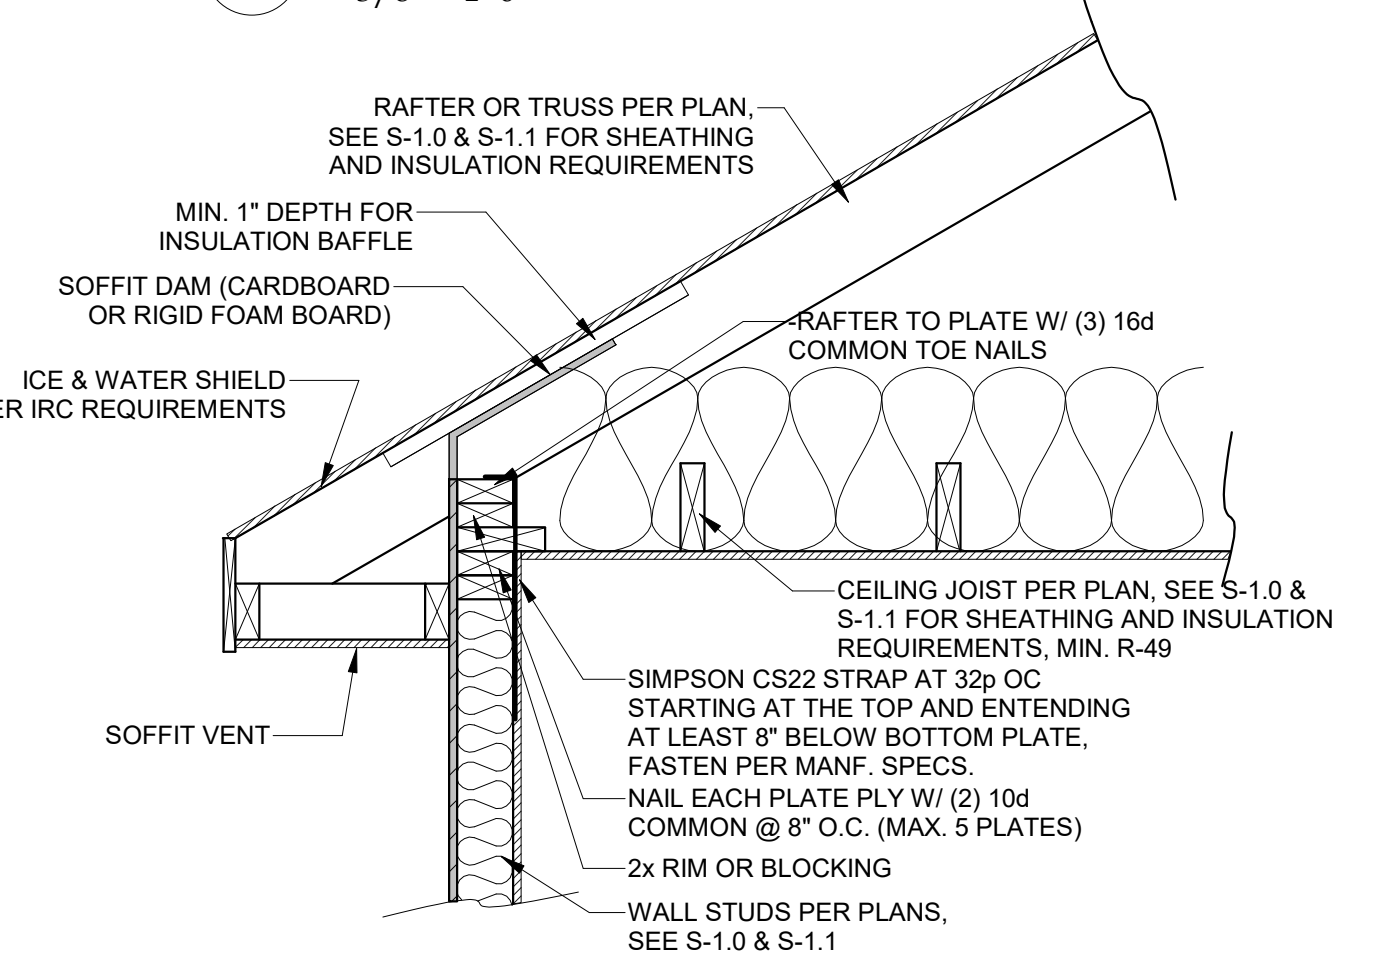 RAFTER OR TRUSS PER PLAN,
SEE S-1.0 & S-1.1 FOR SHEATHING
AND INSULATION REQUIREMENTS
MIN. 1" DEPTH FOR
INSULATION BAFFLE
SOFFIT DAM (CARDBOARD
OR RIGID FOAM BOARD)
ICE & WATER SHIELD
ER IRC REQUIREMENTS
-RAFTER TO PLATE W/ (3) 16d
COMMON TOE NAILS
CEILING JOIST PER PLAN, SEE S-1.0 &
S-1.1 FOR SHEATHING AND INSULATION
REQUIREMENTS, MIN. R-49
SIMPSON CS22 STRAP AT 32p OC
STARTING AT THE TOP AND ENTENDING
AT LEAST 8" BELOW BOTTOM PLATE,
FASTEN PER MANF. SPECS.
SOFFIT VENT
NAIL EACH PLATE PLY W/ (2) 10d
COMMON @ 8" O.C. (MAX. 5 PLATES)
2x RIM OR BLOCKING
WALL STUDS PER PLANS,
SEE S-1.0 & S-1.1